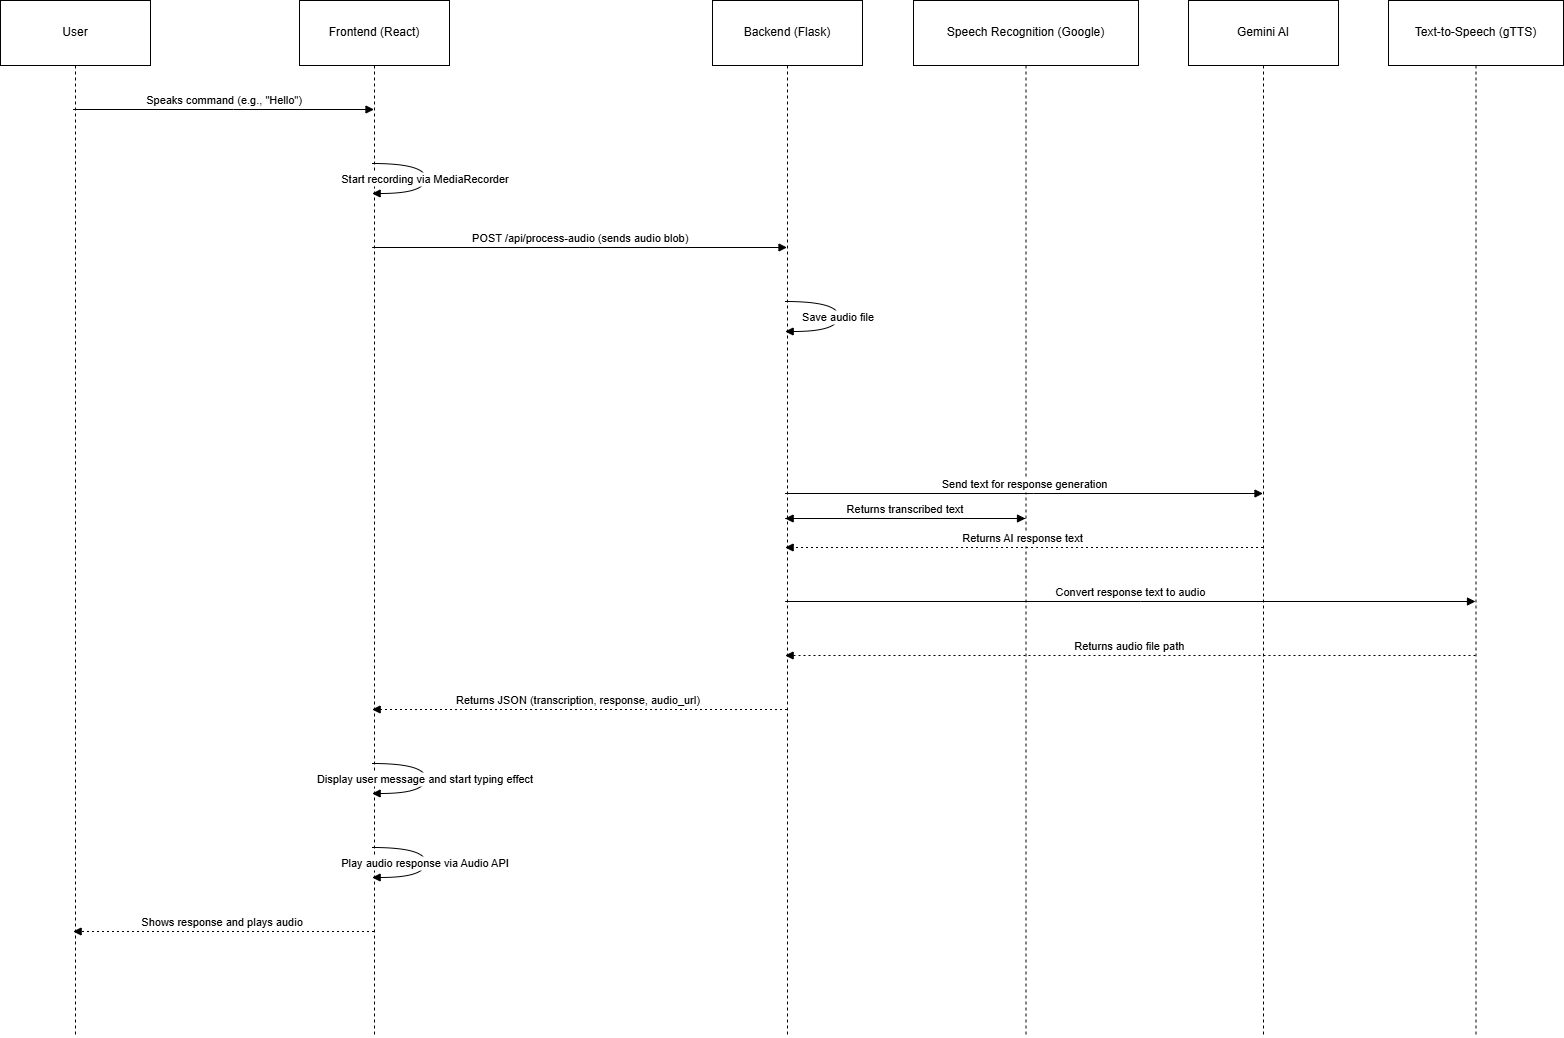 User
Frontend (React)
Backend (Flask)
Speech Recognition (Google)
Gemini AI
Text-to-Speech (gTTS)
Speaks command (e.g., "Hello")
Start recording via MediaRecorder
POST /api/process-audio (sends audio blob)
Save audio file
Send text for response generation
Returns transcribed text
Returns AI response text
Convert response text to audio
Returns audio file path
Returns JSON (transcription, response, audio_url)
Display user message and start typing effect
Play audio response via Audio API
Shows response and plays audio